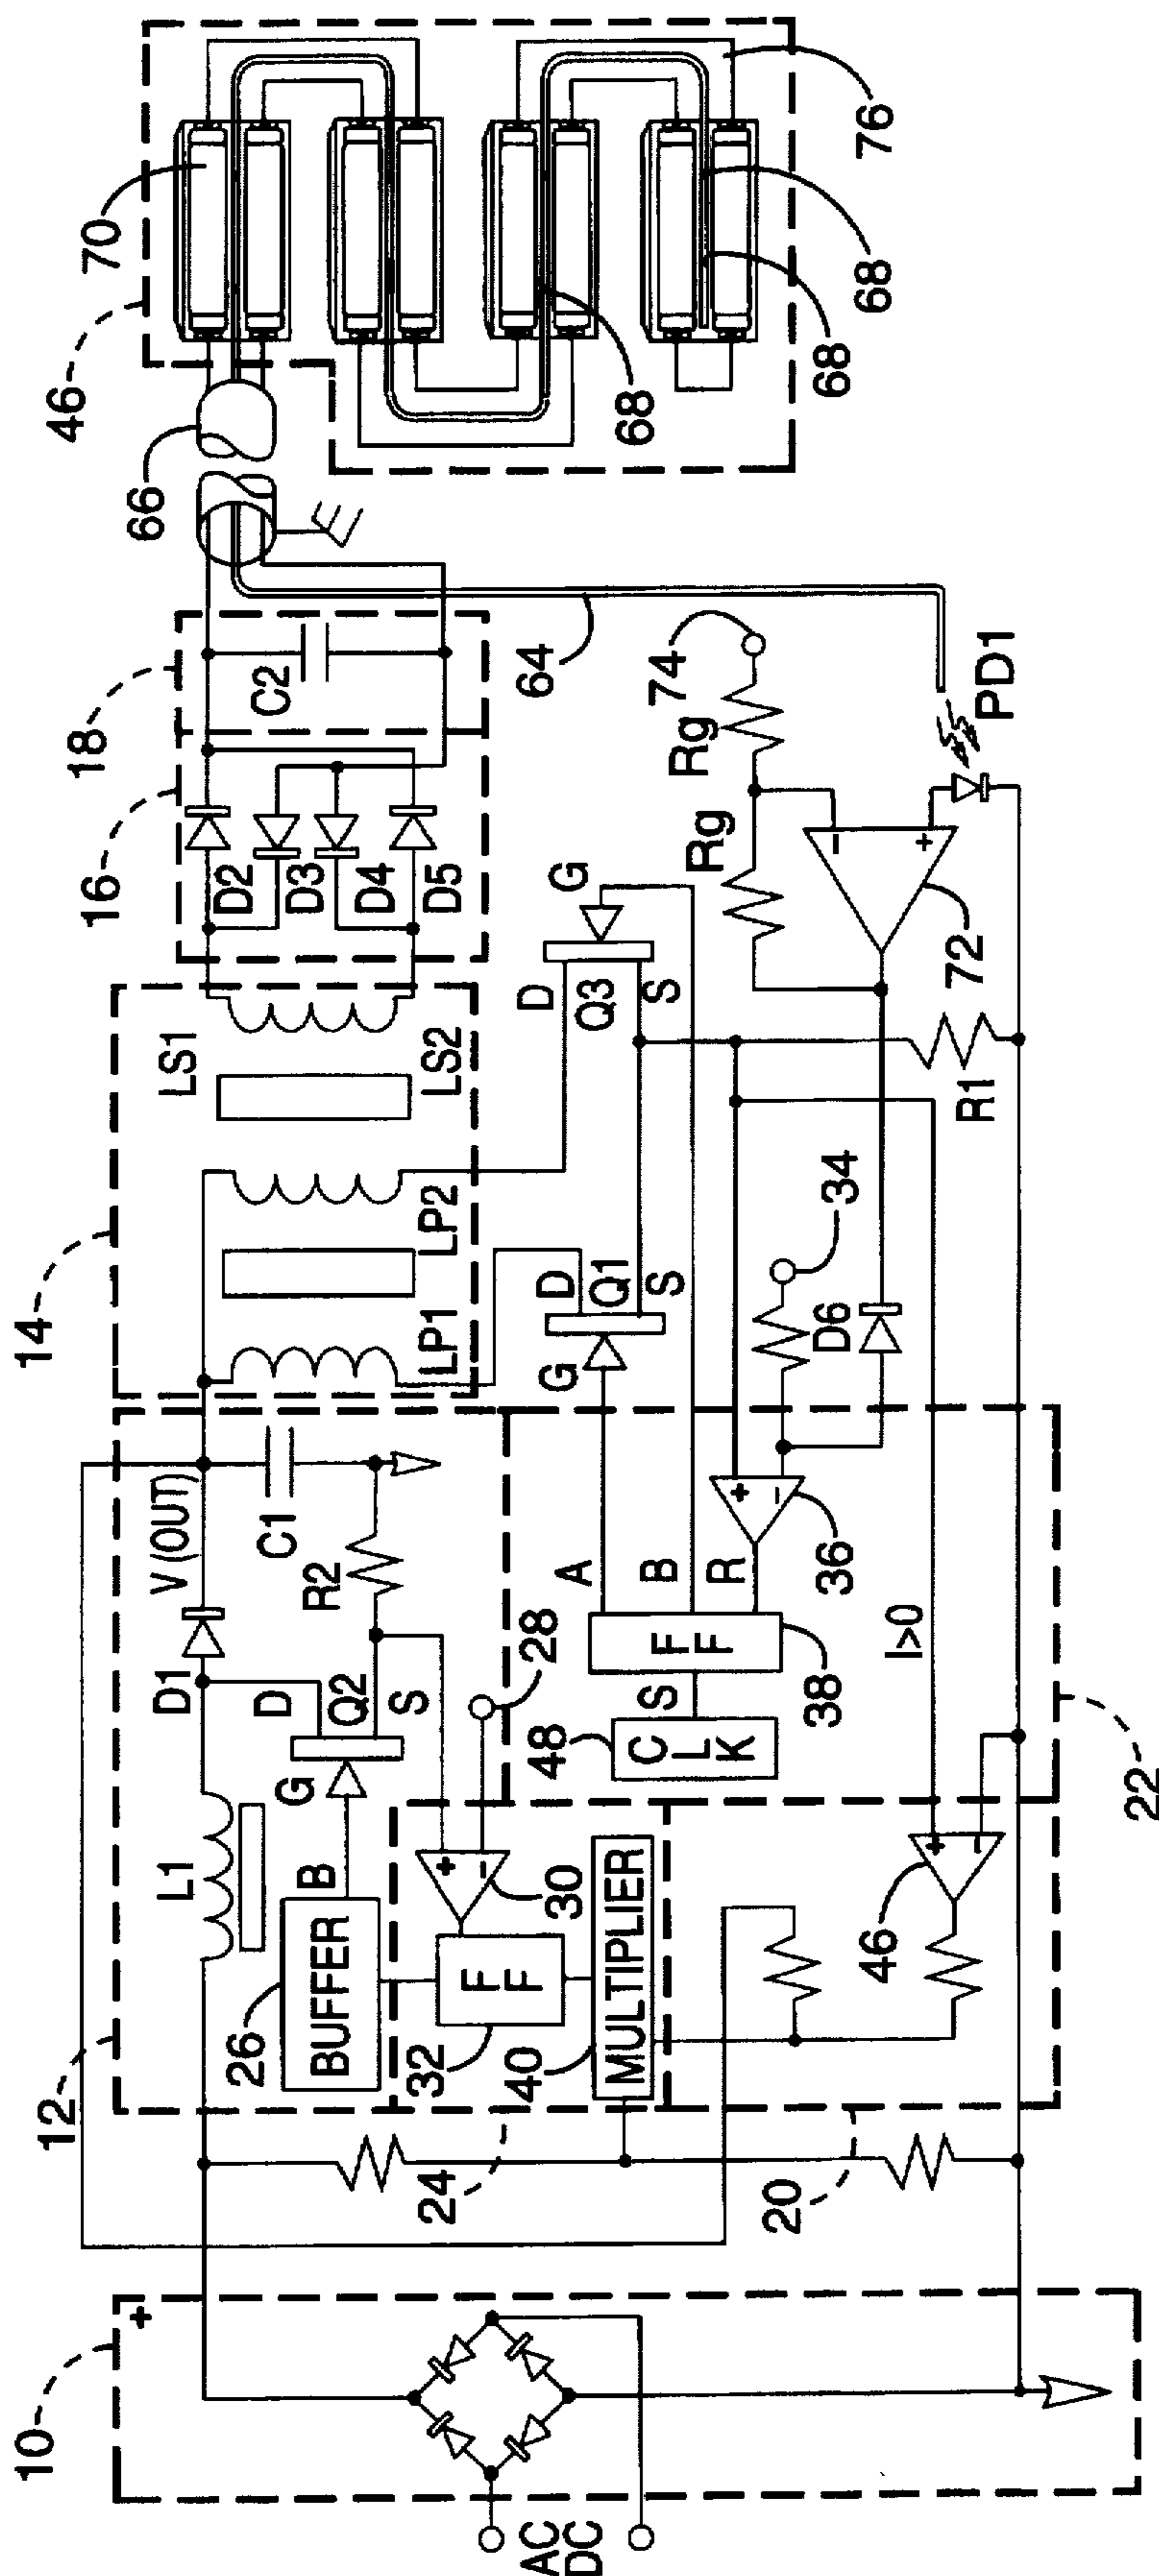 10
+
AC
DC
12
L1
D1
V (OUT)
C1
R2
D
Q2
S
G
B
BUFFER
26
28
+
-
30
FF
32
MULTIPLIER
40
24
20
14
LP1
LP2
LS1
LS2
16
D2
D3
D4
D5
18
C2
66
46
70
76
68
68
68
64
D
Q1
S
G
D
Q3
S
G
A
B
R
S
FF
38
CLK
48
+
-
36
34
D6
I>0
+
-
46
22
R1
Rg
Rg
74
-
+
72
PD1